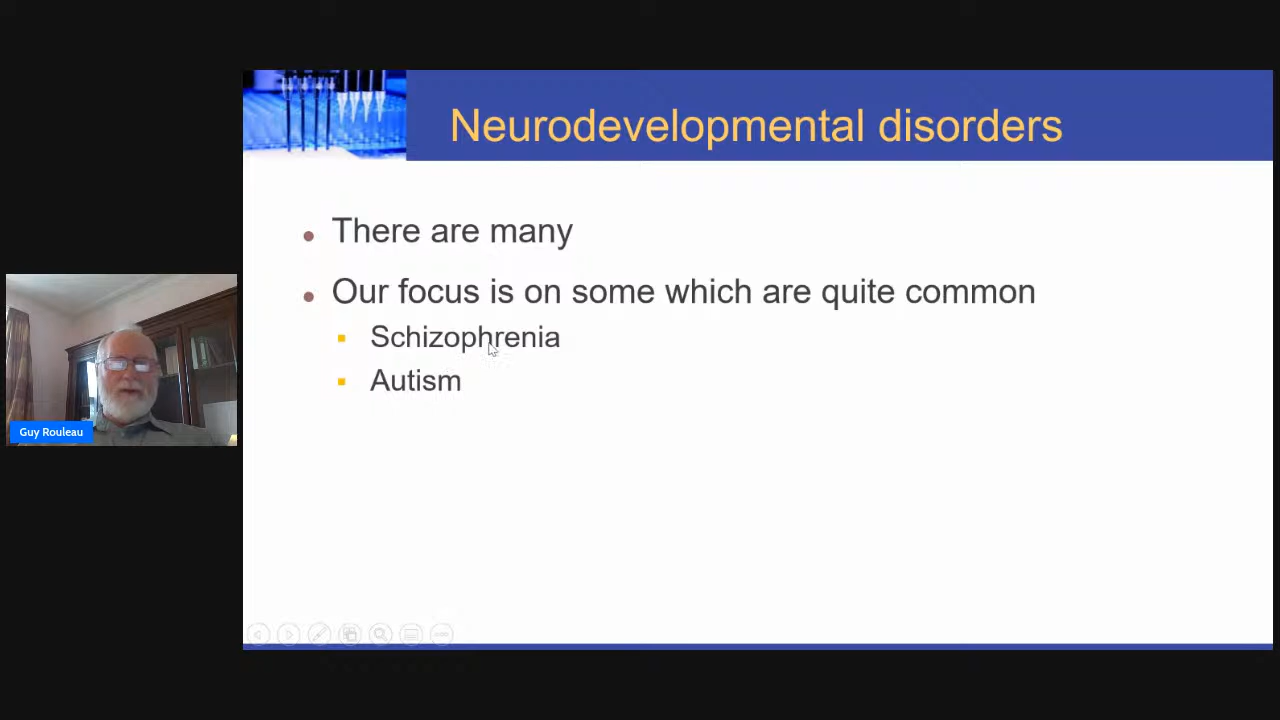 Neurodevelopmental disorders
There are many
Our focus is on some which are quite common
Schizophrenia
Autism
Guy Rouleau